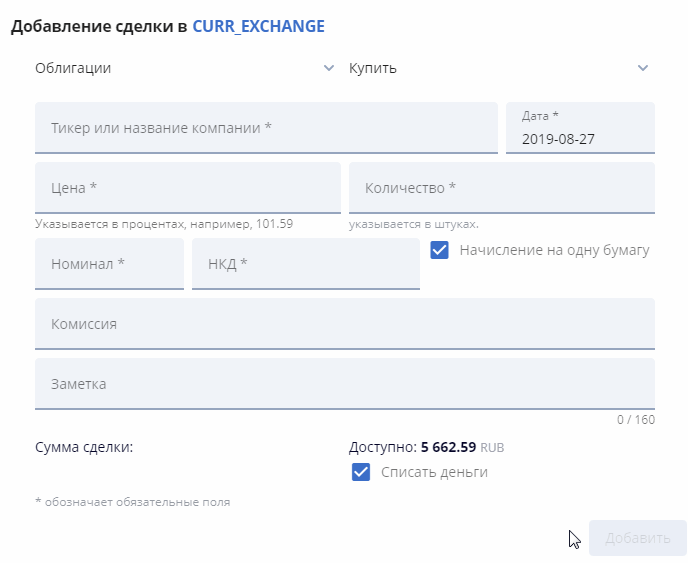 Добавление сделки в CURR_EXCHANGE
Облигации Купить
Тикер или название компании * Дата *
2019-08-27
Цена * Количество *
Указывается в процентах, например, 101.59 указывается в штуках.
Номинал * НКД * Начисление на одну бумагу
Комиссия
Заметка
0 / 160
Сумма сделки: Доступно: 5 662.59 RUB
Списать деньги
* обозначает обязательные поля
Добавить